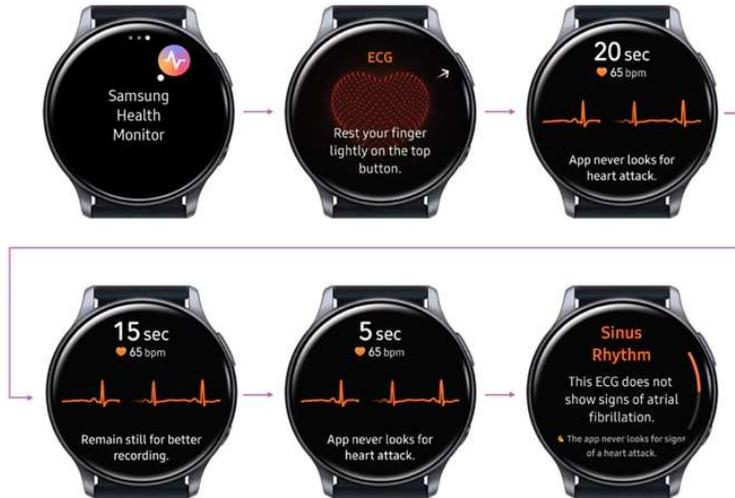 Samsung
Health
Monitor
ECG
Rest your finger
lightly on the top
button.
20 sec
65 bpm
App never looks for
heart attack.
15 sec
65 bpm
Remain still for better
recording.
5 sec
65 bpm
App never looks for
heart attack.
Sinus
Rhythm
This ECG does not
show signs of atrial
fibrillation.
The app never looks for signs
of a heart attack.